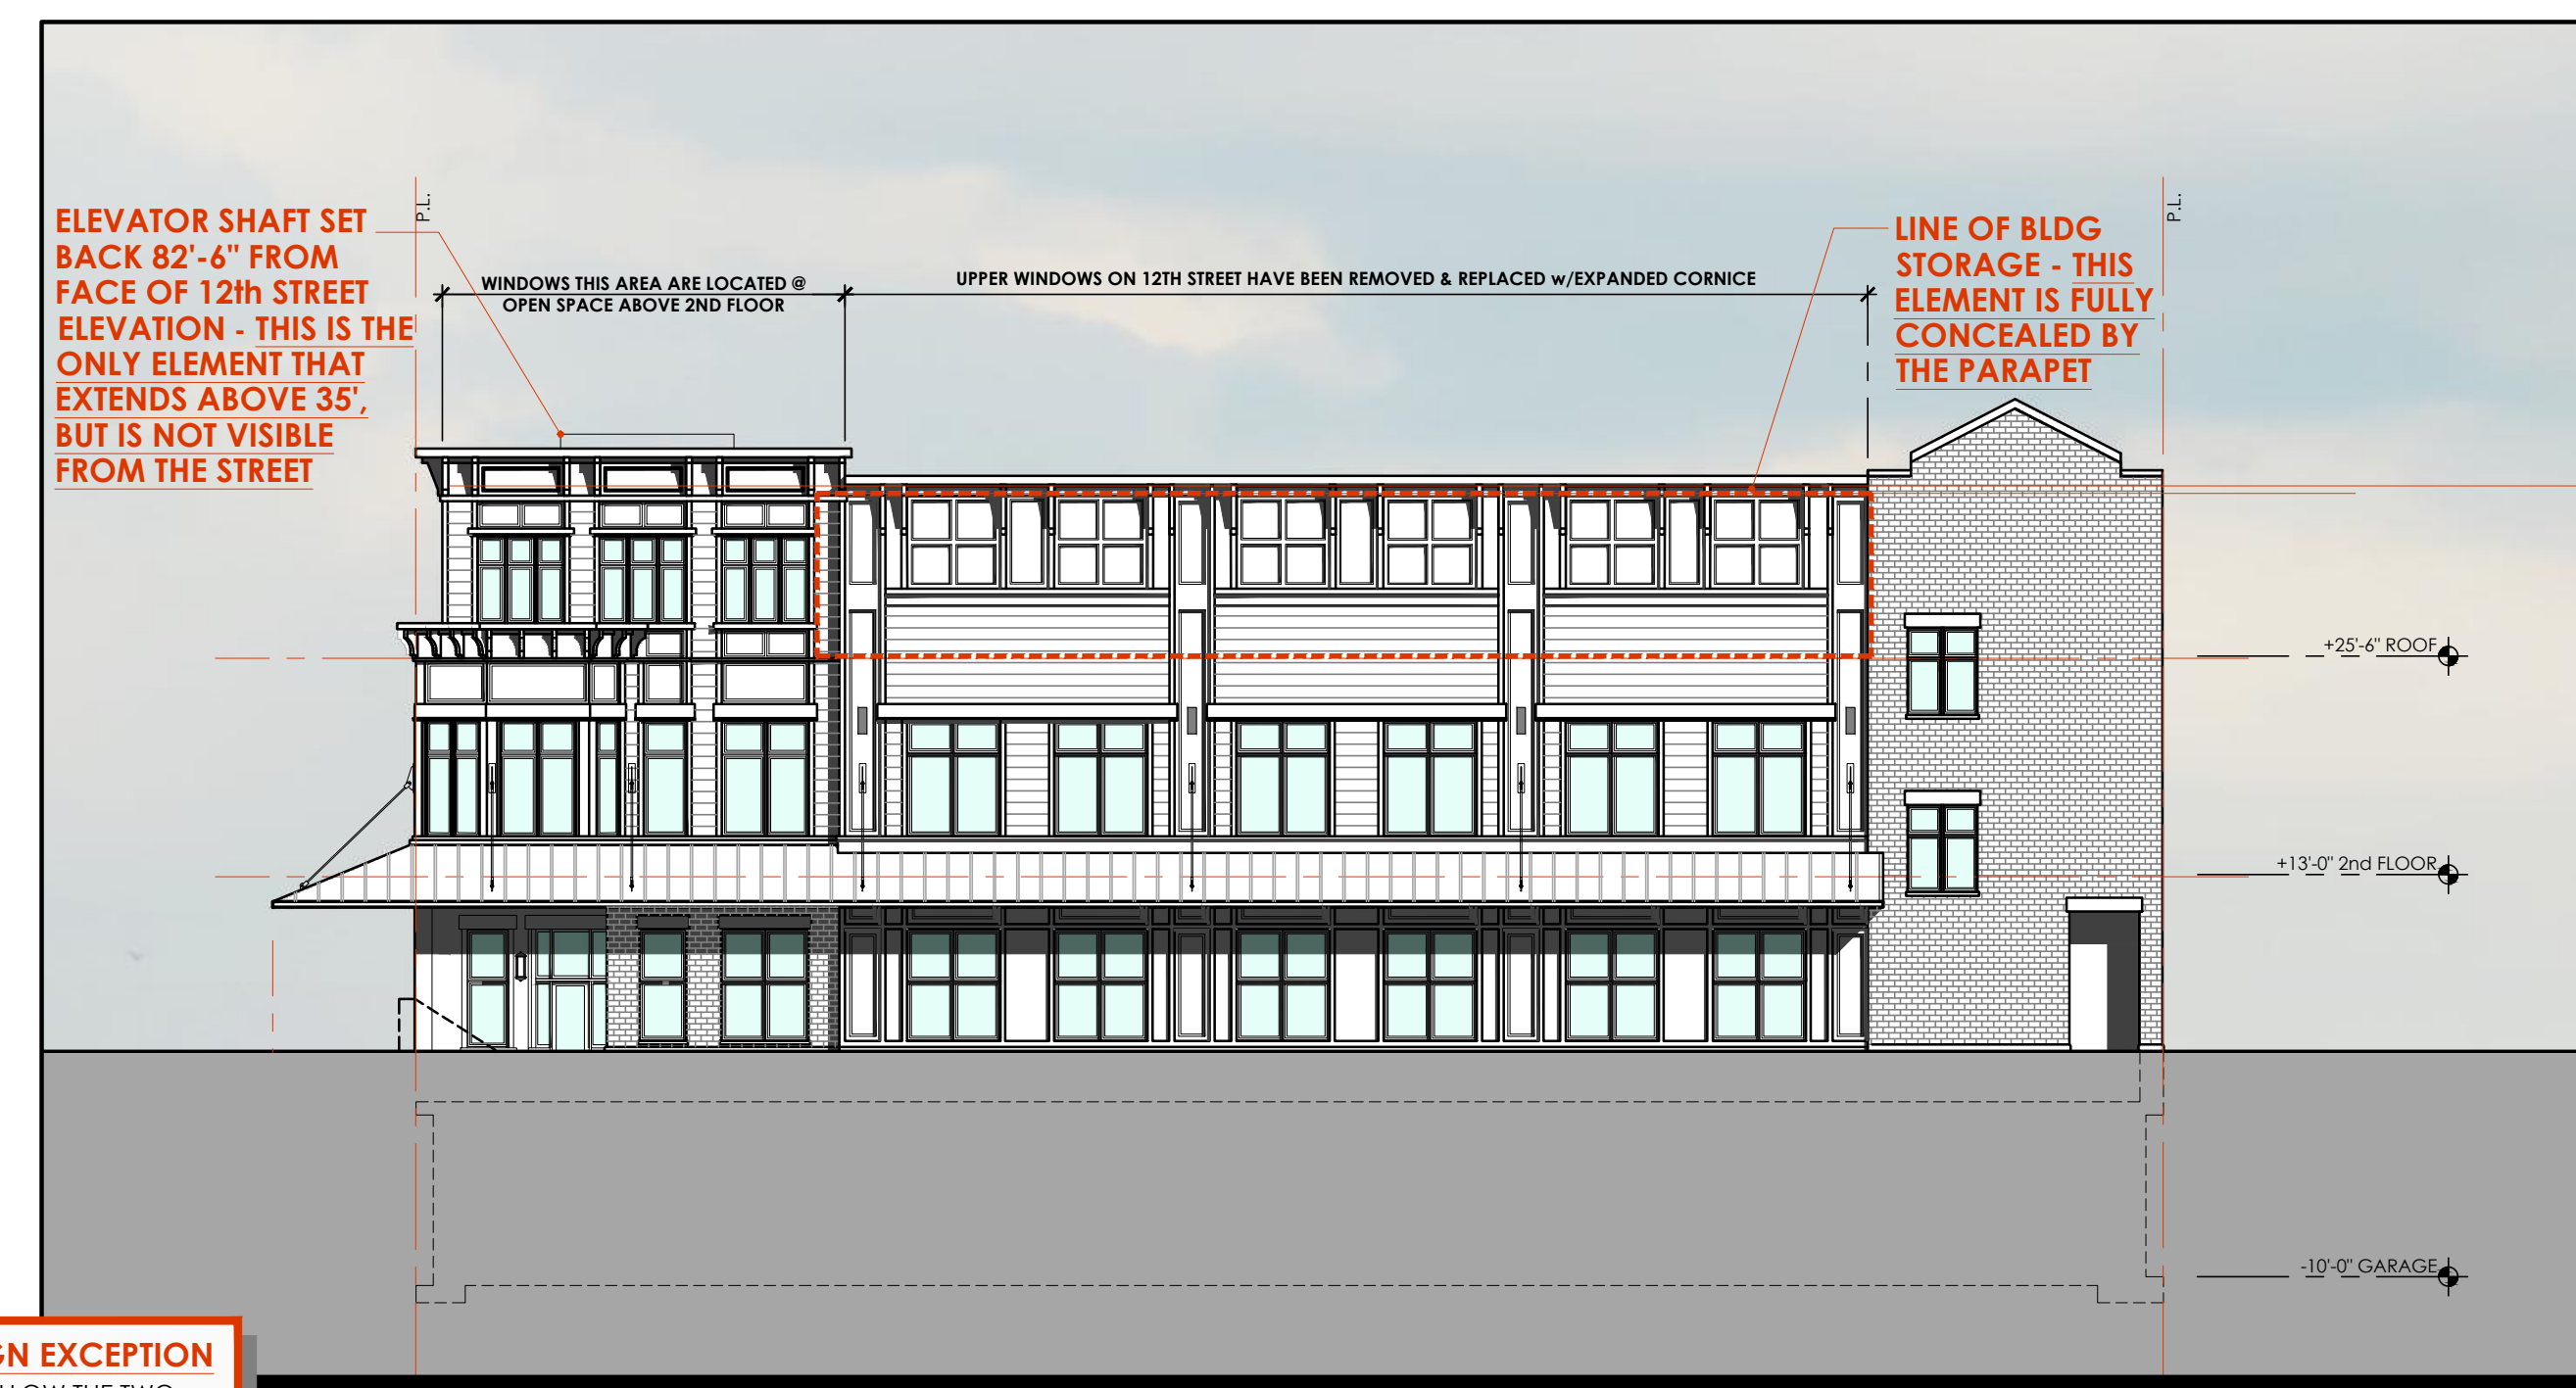 P.L.
P.L.
ELEVATOR SHAFT SET
BACK 82'-6" FROM
FACE OF 12th STREET
ELEVATION - THIS IS THE
ONLY ELEMENT THAT
EXTENDS ABOVE 35',
BUT IS NOT VISIBLE
FROM THE STREET
WINDOWS THIS AREA ARE LOCATED @
OPEN SPACE ABOVE 2ND FLOOR
UPPER WINDOWS ON 12TH STREET HAVE BEEN REMOVED & REPLACED w/EXPANDED CORNICE
LINE OF BLDG
STORAGE - THIS
ELEMENT IS FULLY
CONCEALED BY
THE PARAPET
+25'-6" ROOF
+13'-0" 2nd FLOOR
-10'-0" GARAGE
EXCEPTION
THE TWO